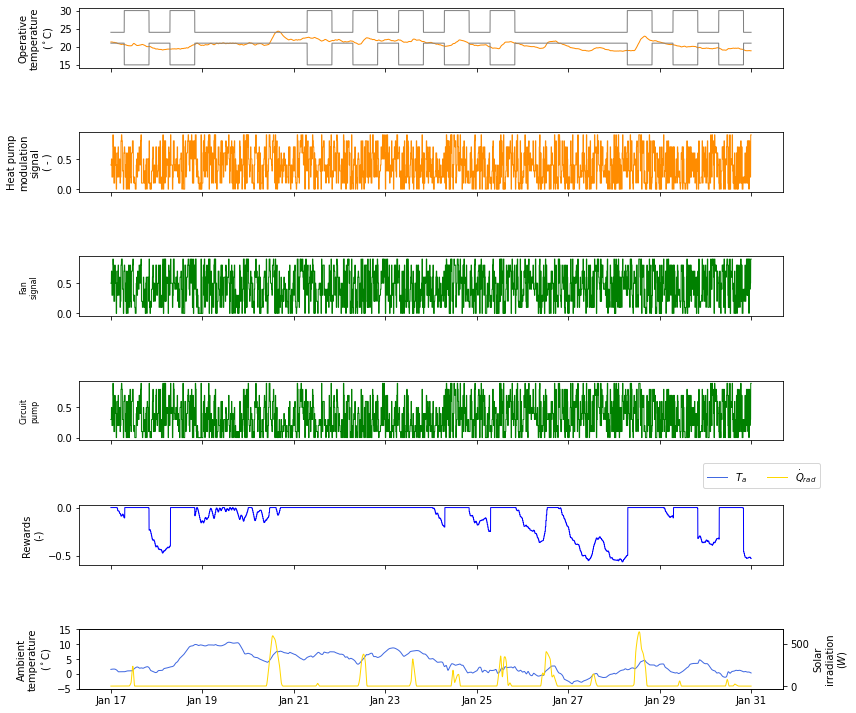 Operative
temperature
(°C)
30
25
20
15
Heat pump
modulation
signal
( - )
0.5
0.0
Fan
signal
0.5
0.0
Circuit
pump
0.5
0.0
T_a Q̇_rad
Rewards
(-)
0.0
−0.5
Ambient
temperature
(°C)
15
10
5
0
−5
500
0
Solar
irradiation
(W)
Jan 17 Jan 19 Jan 21 Jan 23 Jan 25 Jan 27 Jan 29 Jan 31